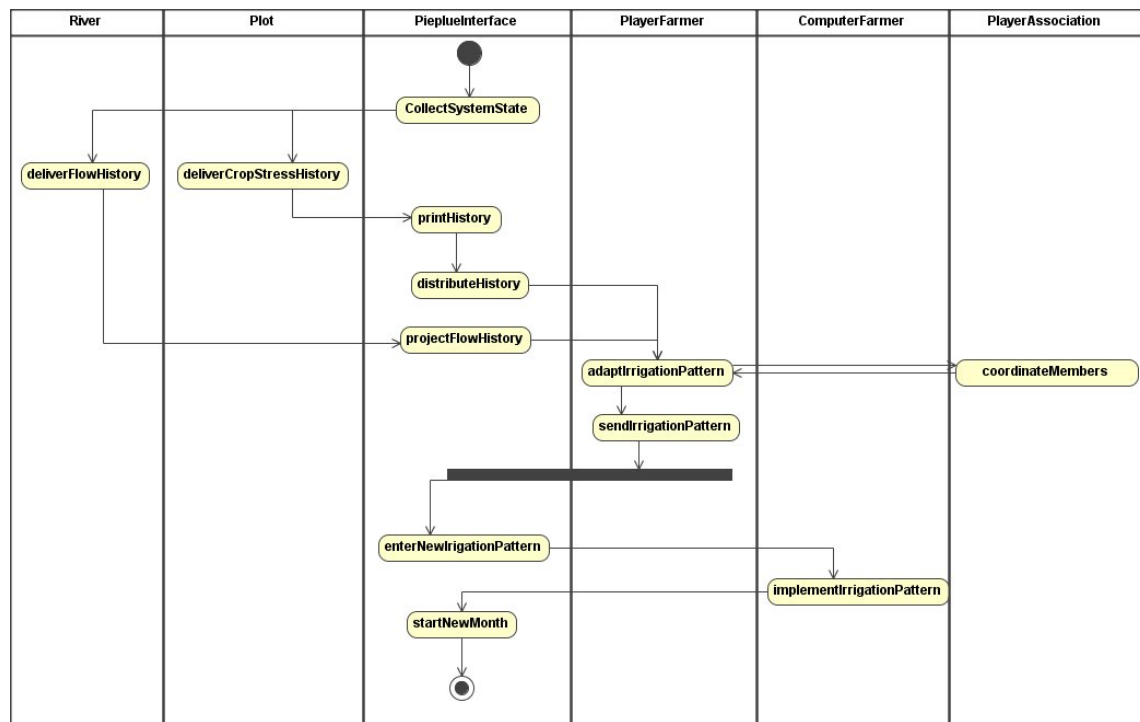 River
Plot
PieplueInterface
PlayerFarmer
ComputerFarmer
PlayerAssociation
CollectSystemState
deliverFlowHistory
deliverCropStressHistory
printHistory
distributeHistory
projectFlowHistory
adaptIrrigationPattern
coordinateMembers
sendIrrigationPattern
enterNewIrigationPattern
implementIrrigationPattern
startNewMonth